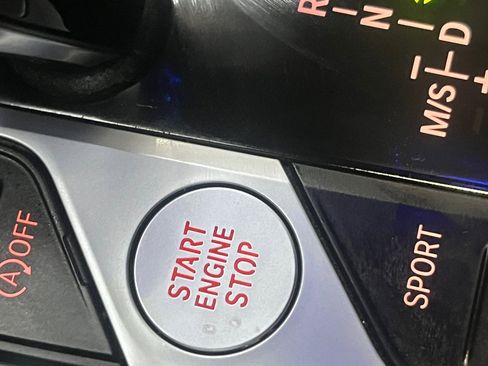 R
N
D
M/S
+
START
ENGINE
STOP
SPORT
(A)OFF